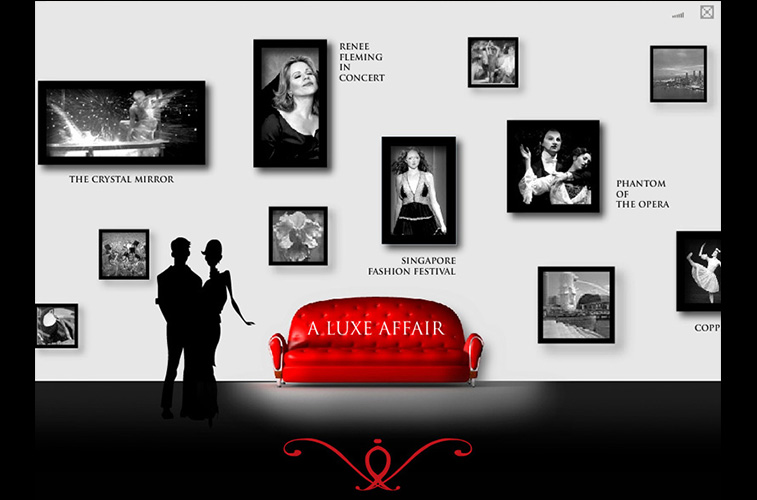 RENEE
FLEMING
IN
CONCERT
THE CRYSTAL MIRROR
PHANTOM
OF
THE OPERA
SINGAPORE
FASHION FESTIVAL
COPP
A.LUXE AFFAIR